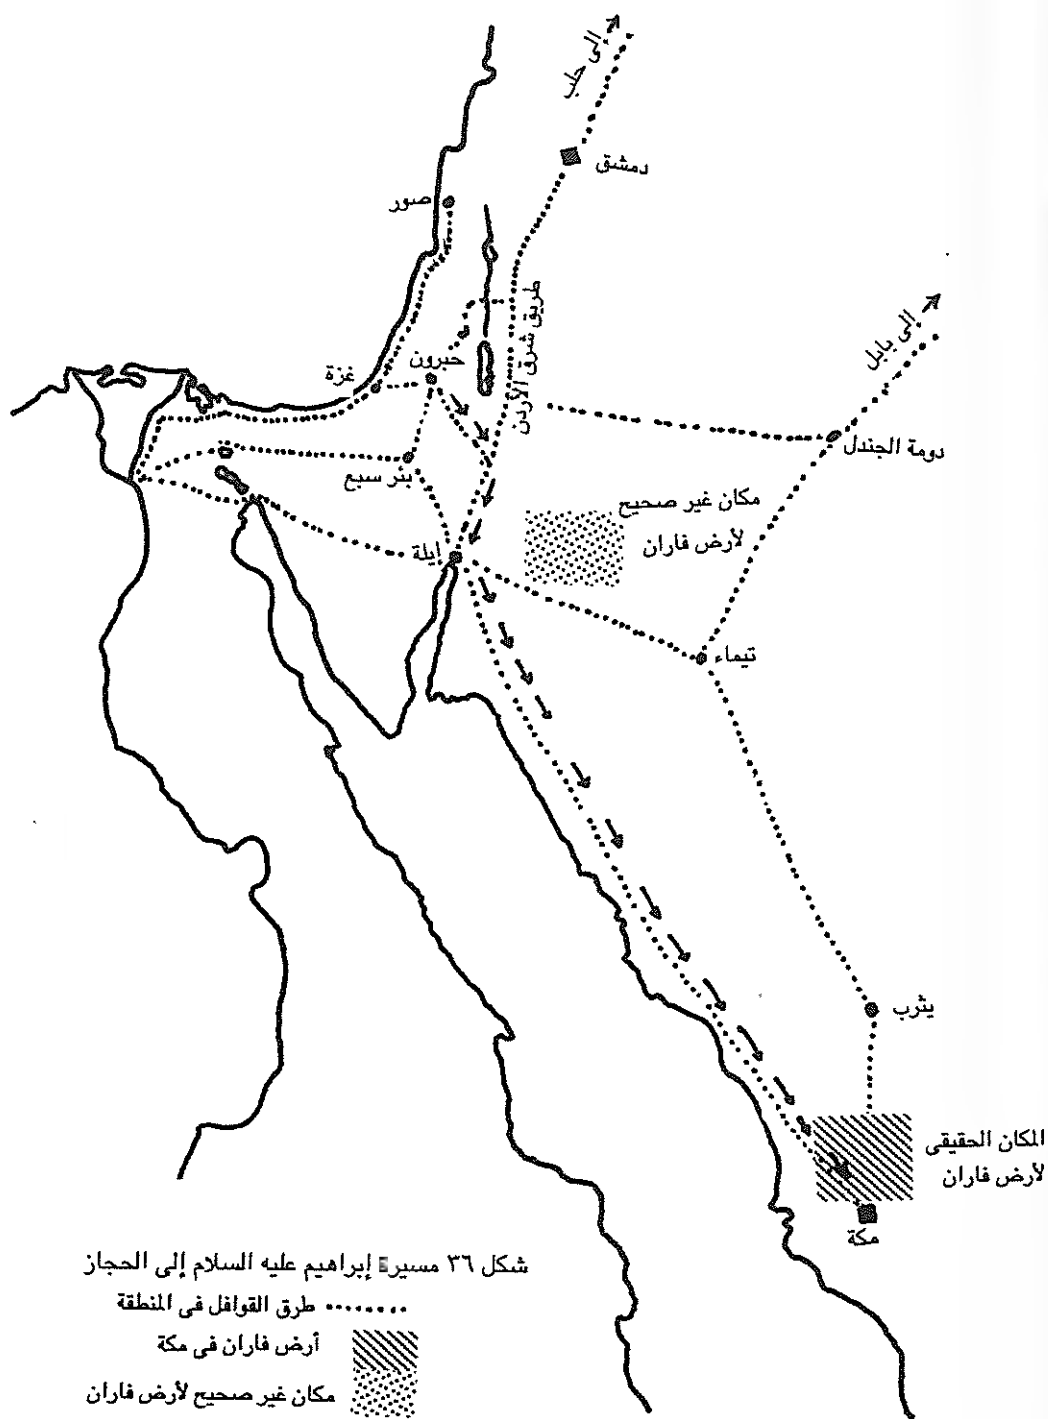 إلى حلب
دمشق
صور
طريق شرق الأردن
إلى بابل
حبرون
غزة
دومة الجندل
بئر سبع
مكان غير صحيح
لأرض فاران
إيلة
تيماء
يثرب
المكان الحقيقى
لأرض فاران
مكة
شكل ٣٦ مسيرة إبراهيم عليه السلام إلى الحجاز
طرق القوافل فى المنطقة
أرض فاران فى مكة
مكان غير صحيح لأرض فاران